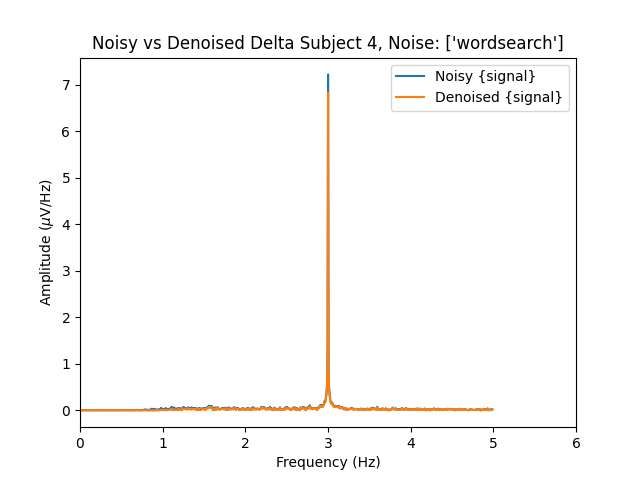 Noisy vs Denoised Delta Subject 4, Noise: ['wordsearch']
Noisy {signal}
Denoised {signal}
Amplitude (μV/Hz)
7
6
5
4
3
2
1
0
0 1 2 3 4 5 6
Frequency (Hz)